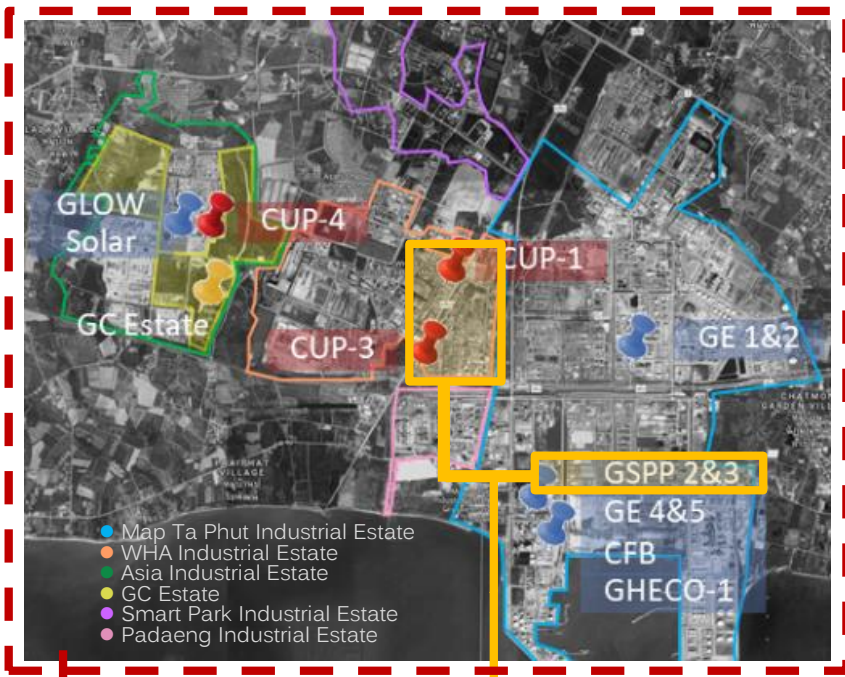 GLOW
Solar
CUP-4
GC Estate
CUP-1
CUP-3
GE 1&2
GSPP 2&3
GE 4&5
CFB
GHECO-1
VILLAGE
Map Ta Phut Industrial Estate
WHA Industrial Estate
Asia Industrial Estate
GC Estate
Smart Park Industrial Estate
Padaeng Industrial Estate